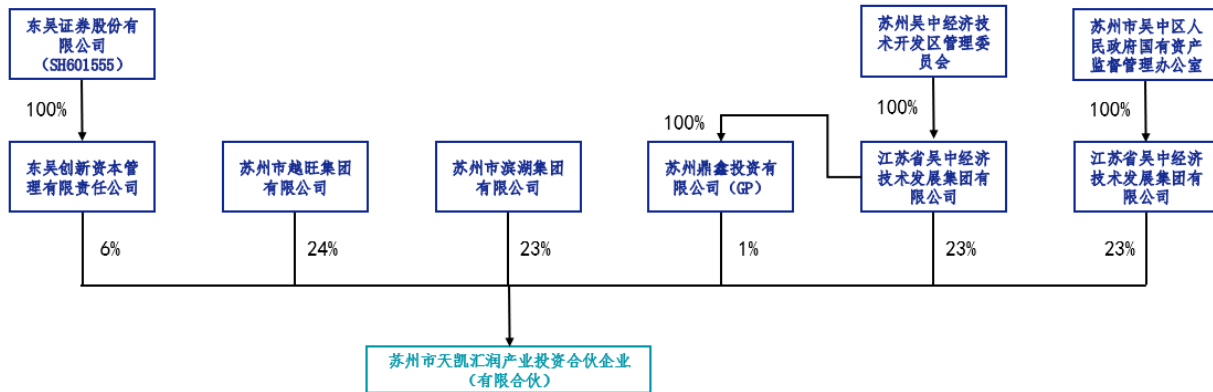 东吴证券股份有
限公司
（SH601555）
苏州吴中经济技
术开发区管理委
员会
苏州市吴中区人
民政府国有资产
监督管理办公室
100%
100%
100%
100%
东吴创新资本管
理有限责任公司
苏州市越旺集团
有限公司
苏州市滨湖集团
有限公司
苏州鼎鑫投资有
限公司（GP）
江苏省吴中经济
技术发展集团有
限公司
江苏省吴中经济
技术发展集团有
限公司
6%
24%
23%
1%
23%
23%
苏州市天凯汇润产业投资合伙企业
（有限合伙）